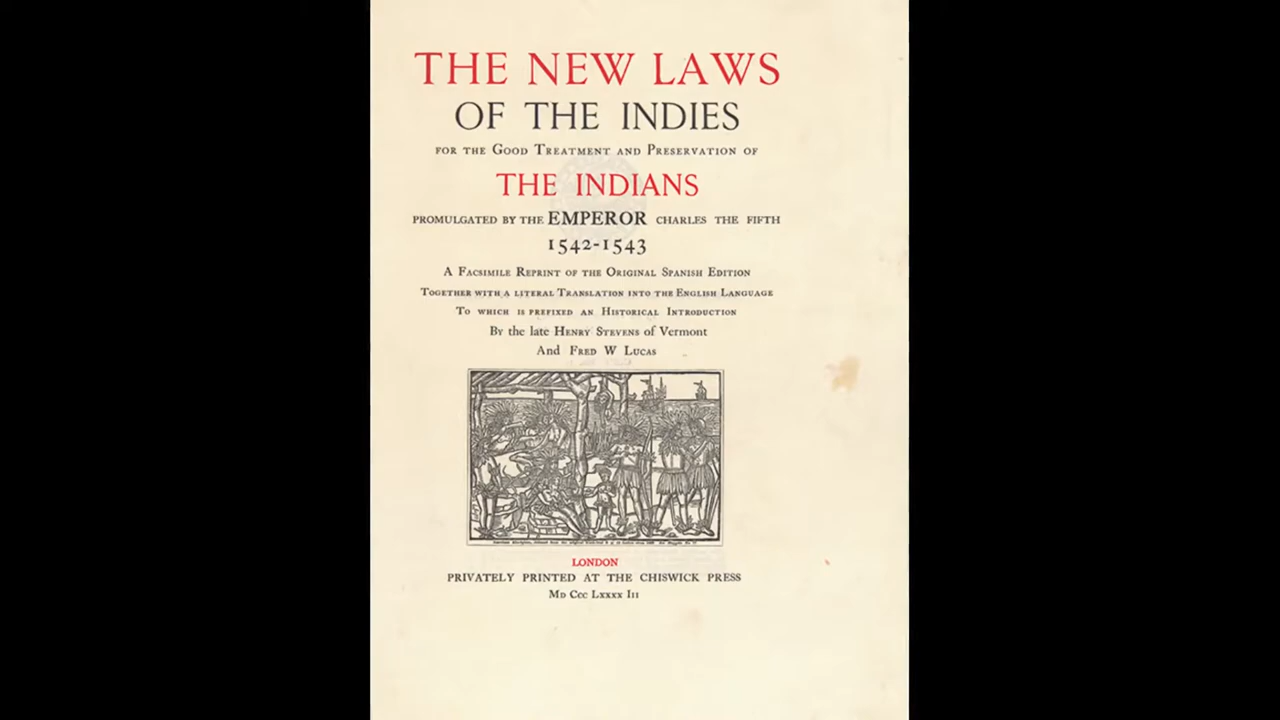 THE NEW LAWS
OF THE INDIES
FOR THE GOOD TREATMENT AND PRESERVATION OF
THE INDIANS
PROMULGATED BY THE EMPEROR CHARLES THE FIFTH
1542-1543
A FACSIMILE REPRINT OF THE ORIGINAL SPANISH EDITION
TOGETHER WITH A LITERAL TRANSLATION INTO THE ENGLISH LANGUAGE
TO WHICH IS PREFIXED AN HISTORICAL INTRODUCTION
By the late HENRY STEVENS of Vermont
And FRED W LUCAS
LONDON
PRIVATELY PRINTED AT THE CHISWICK PRESS
MD CCC LXXXX III